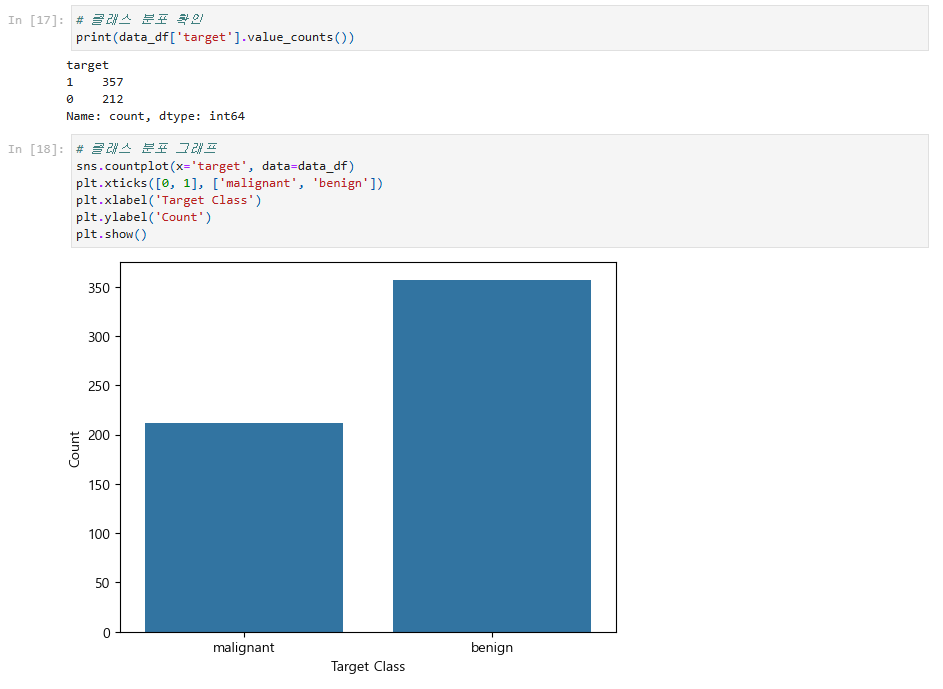 In [17]:
# 클래스 분포 확인
print(data_df['target'].value_counts())
target
1    357
0    212
Name: count, dtype: int64
In [18]:
# 클래스 분포 그래프
sns.countplot(x='target', data=data_df)
plt.xticks([0, 1], ['malignant', 'benign'])
plt.xlabel('Target Class')
plt.ylabel('Count')
plt.show()
350
300
250
200
150
100
50
0
Count
malignant benign
Target Class